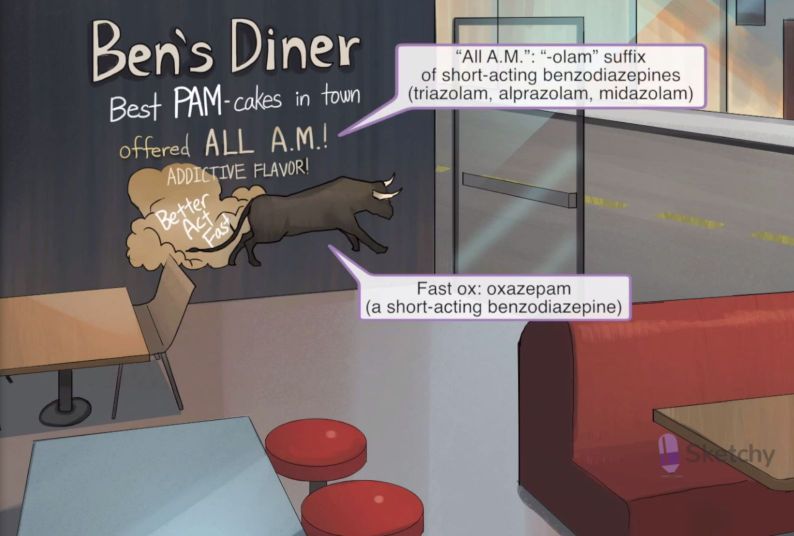 Ben's Diner
Best PAM-cakes in town
offered ALL A.M.!
ADDICTIVE FLAVOR!
Better
Act
Fast
"All A.M.": "-olam" suffix
of short-acting benzodiazepines
(triazolam, alprazolam, midazolam)
Fast ox: oxazepam
(a short-acting benzodiazepine)
Sketchy